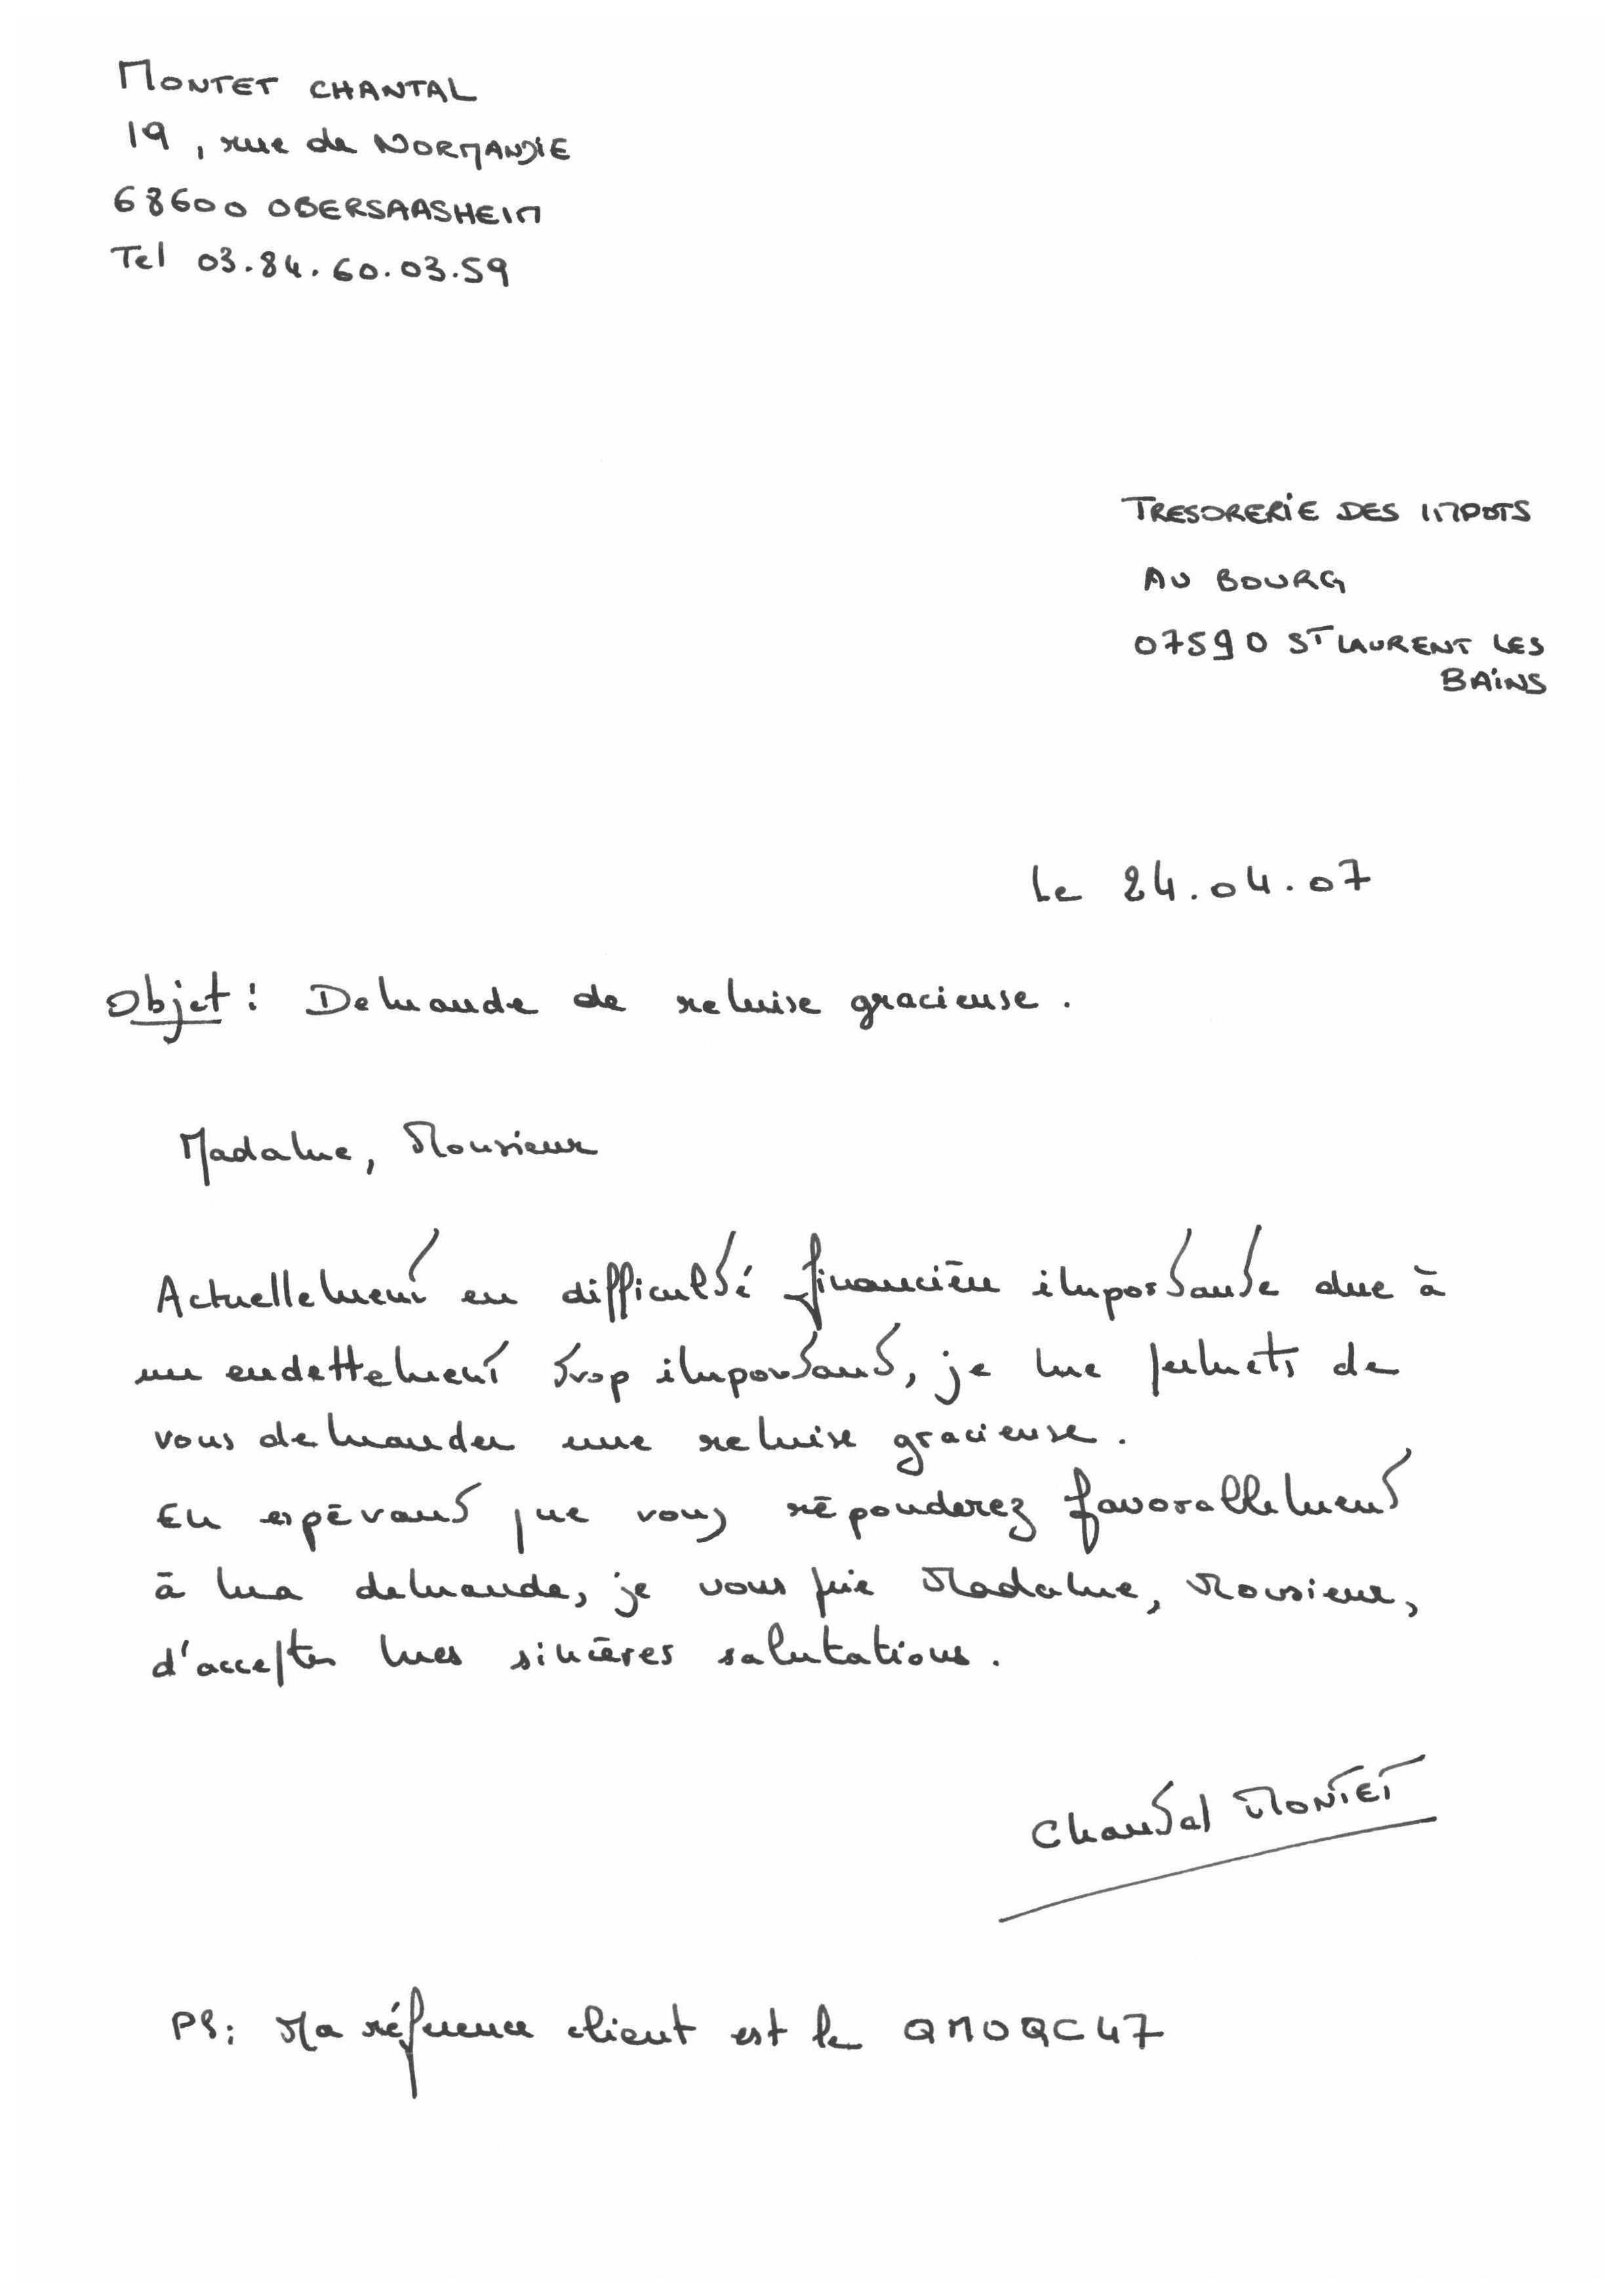 MONTET CHANTAL
19, rue de NORMANDIE
68600 OBERSAASHEIM
Tel 03.84.60.03.59
TRESORERIE DES IMPOTS
AU BOURG
07590 ST LAURENT LES
BAINS
Le 24.04.07
Objet : Demande de remise gracieuse.
Madame, Monsieur
Actuellement en difficulté financière importante due à
un endettement trop important, je me permets de
vous demander une remise gracieuse.
En espérant que vous réponderez favorablement
à ma demande, je vous prie Madame, Monsieur,
d'accepter mes sincères salutations.
Chantal MONTET
PS : Ma référence client est le QMOQC47